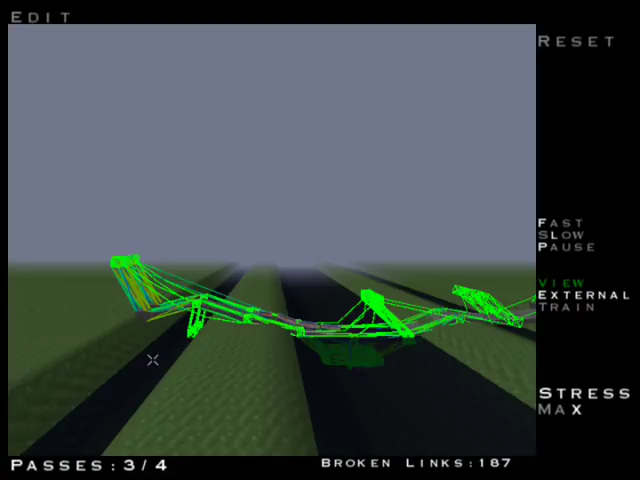 EDIT
RESET
FAST
SLOW
PAUSE
VIEW
EXTERNAL
TRAIN
STRESS
MAX
PASSES:3/4
BROKEN LINKS:187